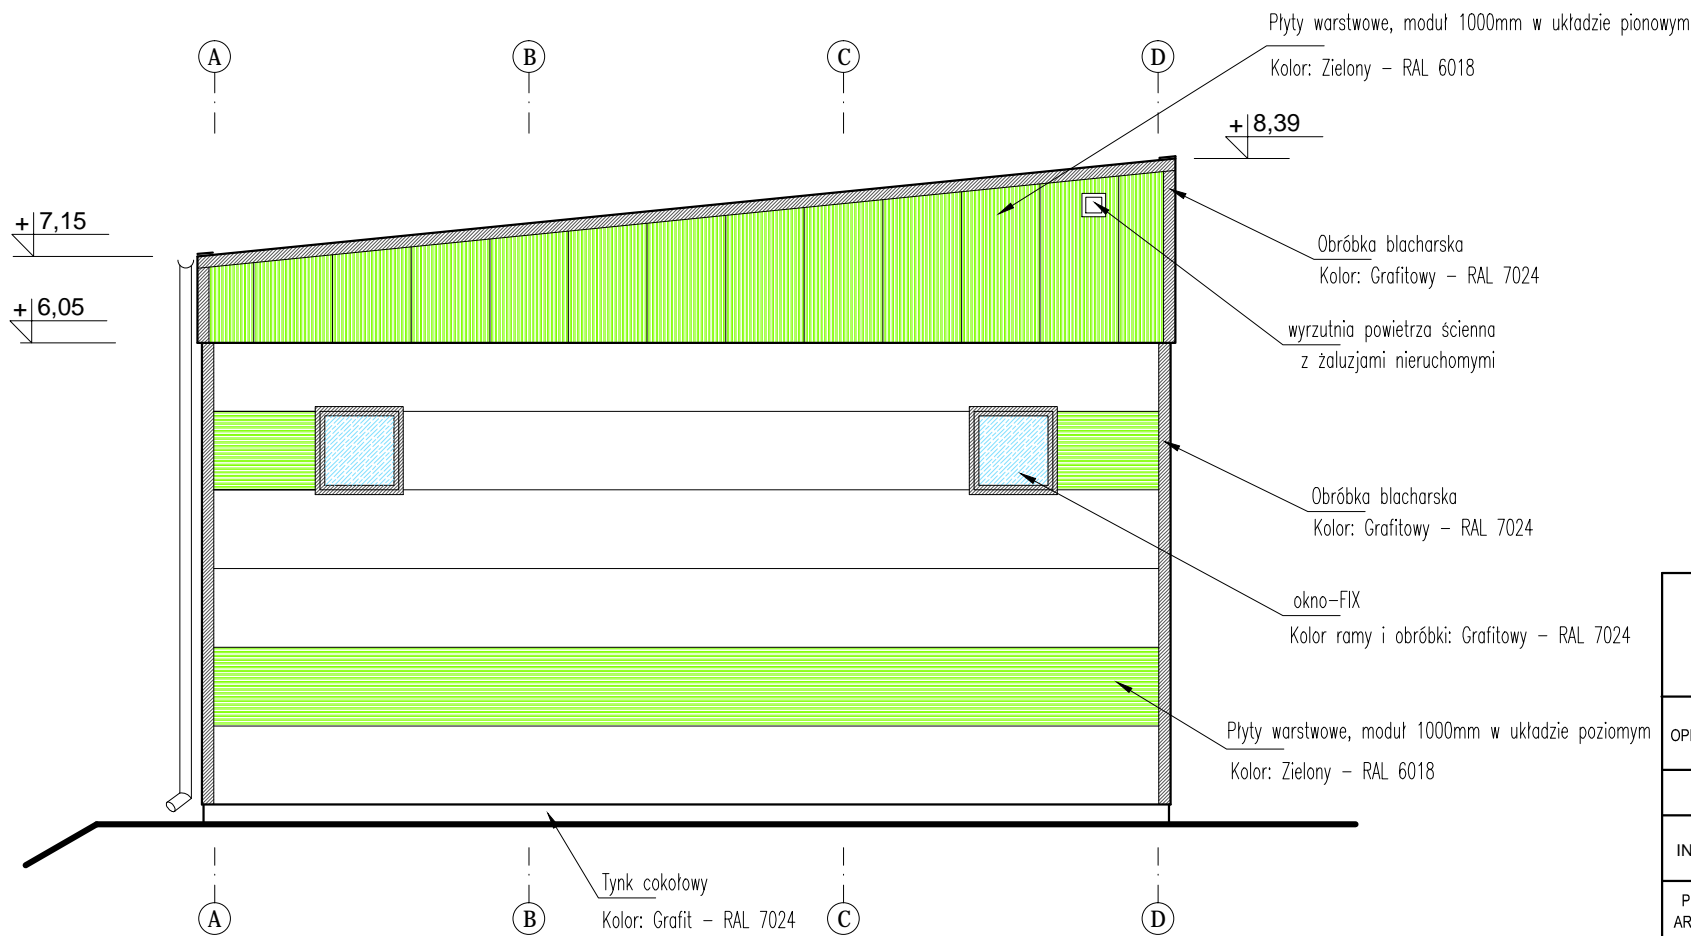 Płyty warstwowe, moduł 1000mm w układzie pionowym
Kolor: Zielony – RAL 6018
A
B
C
D
+8,39
+7,15
+6,05
Obróbka blacharska
Kolor: Grafitowy – RAL 7024
wyrzutnia powietrza ścienna
z żaluzjami nieruchomymi
Obróbka blacharska
Kolor: Grafitowy – RAL 7024
okno–FIX
Kolor ramy i obróbki: Grafitowy – RAL 7024
Płyty warstwowe, moduł 1000mm w układzie poziomym
Kolor: Zielony – RAL 6018
Tynk cokołowy
Kolor: Grafit – RAL 7024
A
B
C
D